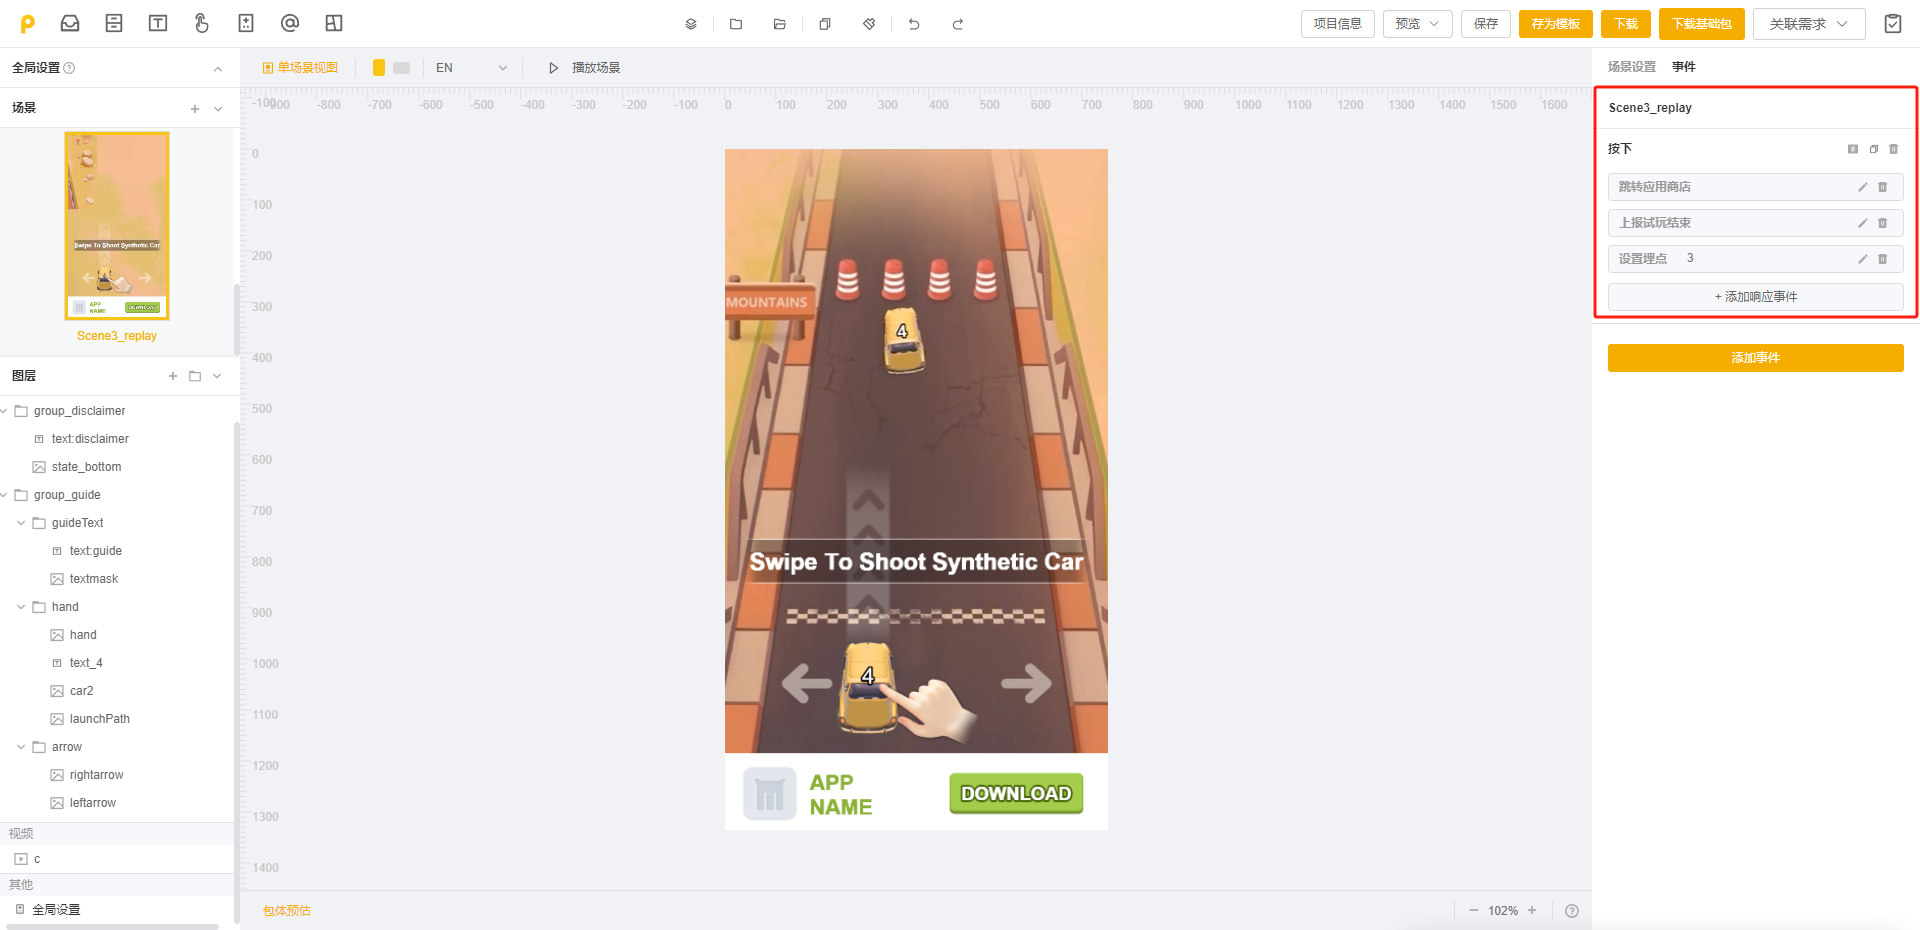 项目信息
预览
保存
存为模板
下载
下载基础包
关联需求
全局设置
单场景视图
EN
播放场景
场景设置
事件
场景
Swipe To Shoot Synthetic Car
APP
NAME
DOWNLOAD
Scene3_replay
图层
group_disclaimer
text:disclaimer
state_bottom
group_guide
guideText
text:guide
textmask
hand
hand
text_4
car2
launchPath
arrow
rightarrow
leftarrow
视频
c
其他
全局设置
-100
-900 -800 -700 -600 -500 -400 -300 -200 -100 0 100 200 300 400 500 600 700 800 900 1000 1100 1200 1300 1400 1500 1600
0
100
200
300
400
500
600
700
800
900
1000
1100
1200
1300
1400
MOUNTAINS
4
Swipe To Shoot Synthetic Car
4
APP
NAME
DOWNLOAD
包体预估
102%
Scene3_replay
按下
跳转应用商店
上报试玩结束
设置埋点 3
+ 添加响应事件
添加事件